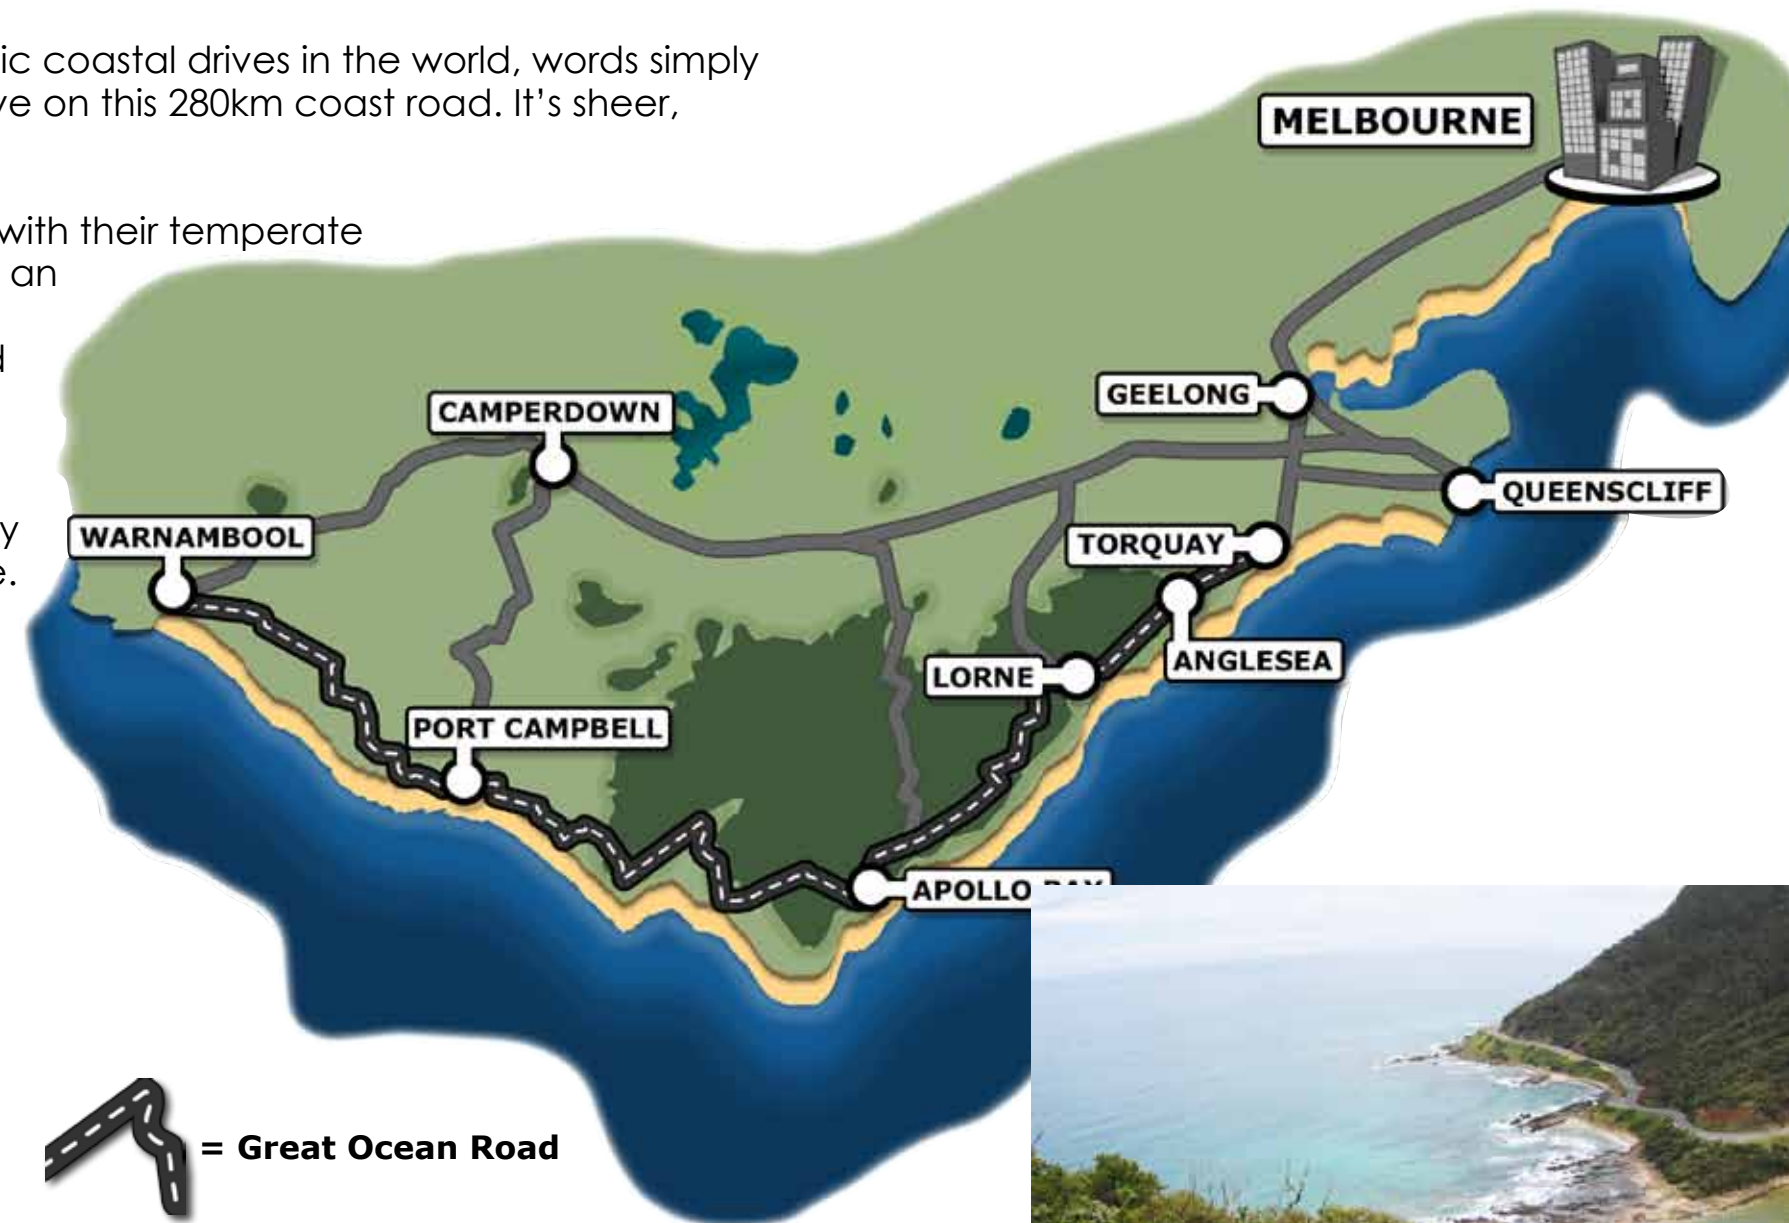 ic coastal drives in the world, words simply
ve on this 280km coast road. It's sheer,
with their temperate
an
d
y
e.
MELBOURNE
GEELONG
CAMPERDOWN
QUEENSCLIFF
WARNAMBOOL
TORQUAY
ANGLESEA
LORNE
PORT CAMPBELL
APOLLO BAY
= Great Ocean Road